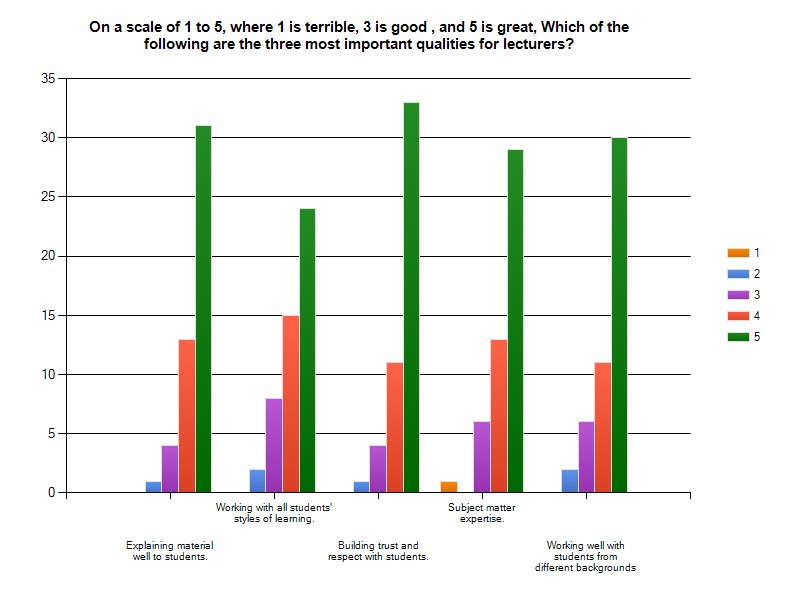 On a scale of 1 to 5, where 1 is terrible, 3 is good , and 5 is great, Which of the
following are the three most important qualities for lecturers?
35
30
25
20
15
10
5
0
1
2
3
4
5
Working with all students'
styles of learning.
Subject matter
expertise.
Explaining material
well to students.
Building trust and
respect with students.
Working well with
students from
different backgrounds